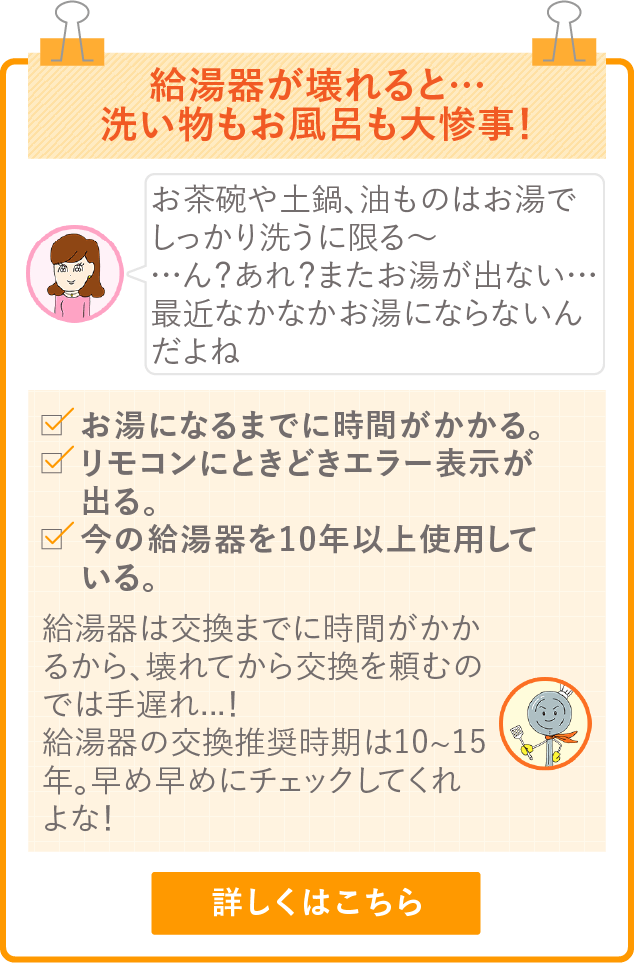 給湯器が壊れると…
洗い物もお風呂も大惨事！
お茶碗や土鍋、油ものはお湯で
しっかり洗うに限る〜
…ん？あれ？またお湯が出ない…
最近なかなかお湯にならないん
だよね
お湯になるまでに時間がかかる。
リモコンにときどきエラー表示が
出る。
今の給湯器を10年以上使用して
いる。
給湯器は交換までに時間がかか
るから、壊れてから交換を頼むの
では手遅れ...！
給湯器の交換推奨時期は10~15
年。早め早めにチェックしてくれ
よな！
詳しくはこちら